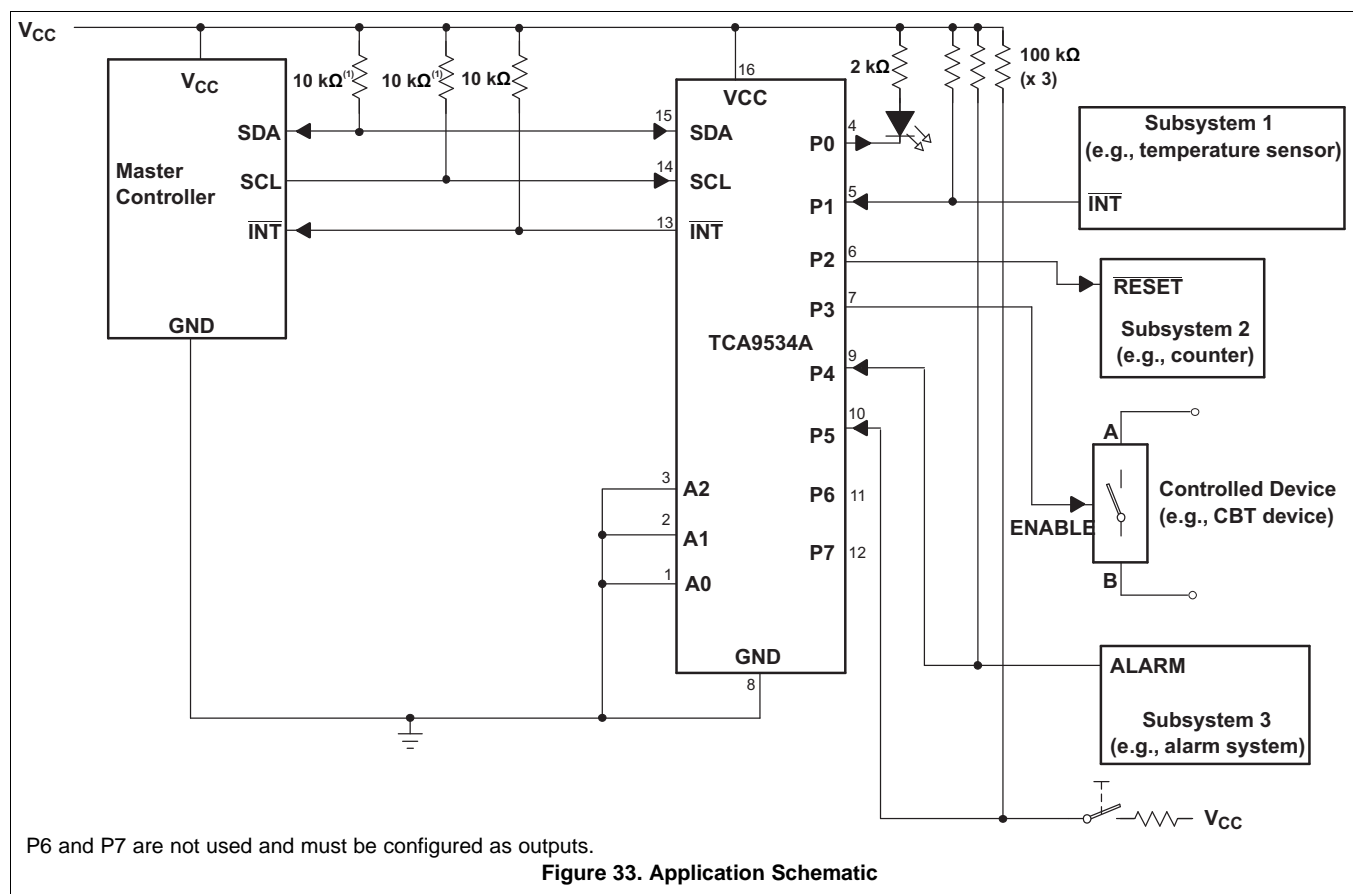 VCC
VCC
10 kΩ(1)
10 kΩ(1)
10 kΩ
2 kΩ
100 kΩ
(x 3)
Master
Controller
SDA
SCL
INT
GND
16
VCC
15
SDA
14
SCL
13
INT
TCA9534A
3
A2
2
A1
1
A0
GND
8
4
P0
5
P1
6
P2
7
P3
9
P4
10
P5
P6
11
P7
12
Subsystem 1
(e.g., temperature sensor)
INT
RESET
Subsystem 2
(e.g., counter)
A
ENABLE
B
Controlled Device
(e.g., CBT device)
ALARM
Subsystem 3
(e.g., alarm system)
VCC
P6 and P7 are not used and must be configured as outputs.
Figure 33. Application Schematic